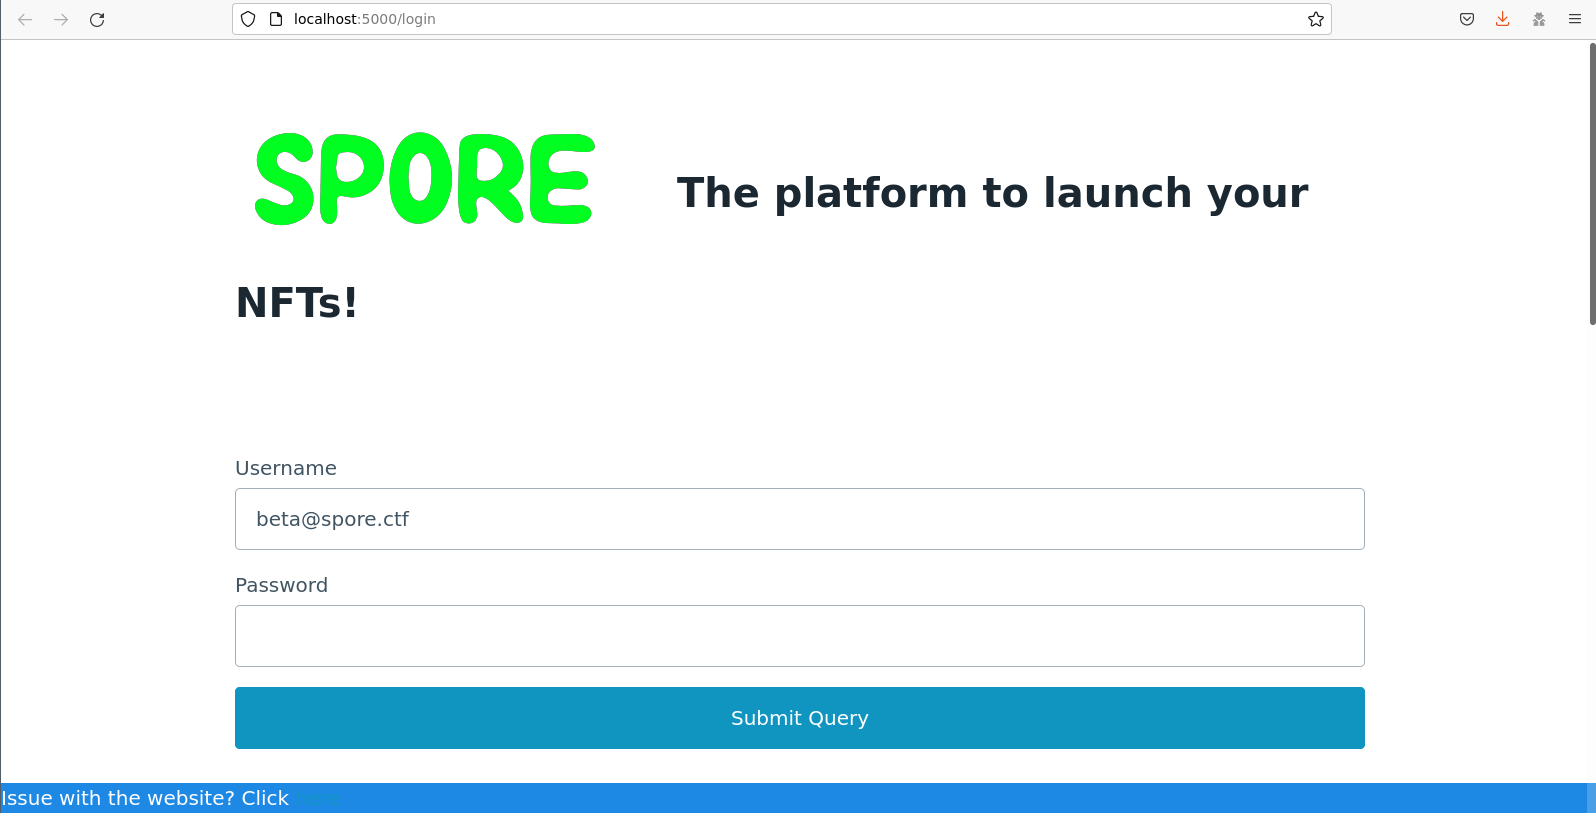 localhost:5000/login
SPORE The platform to launch your
NFTs!
Username
beta@spore.ctf
Password
Submit Query
Issue with the website? Click